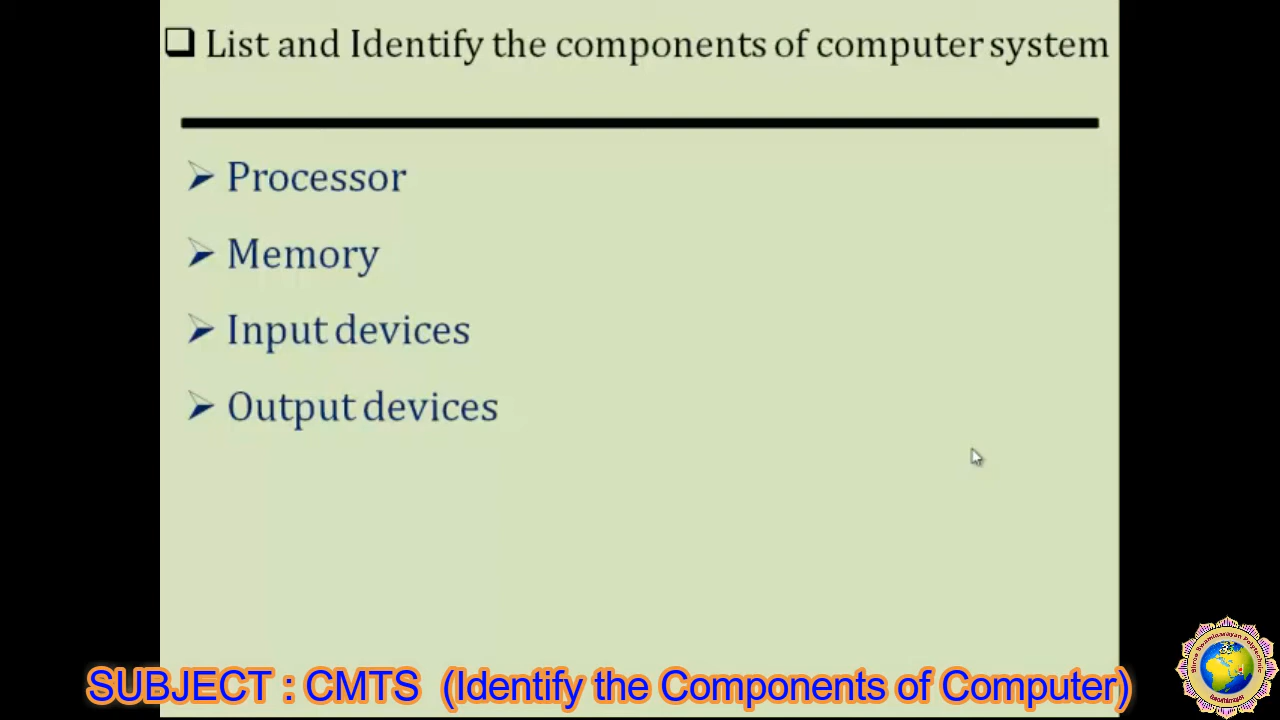 List and Identify the components of computer system
Processor
Memory
Input devices
Output devices
SUBJECT : CMTS (Identify the Components of Computer)